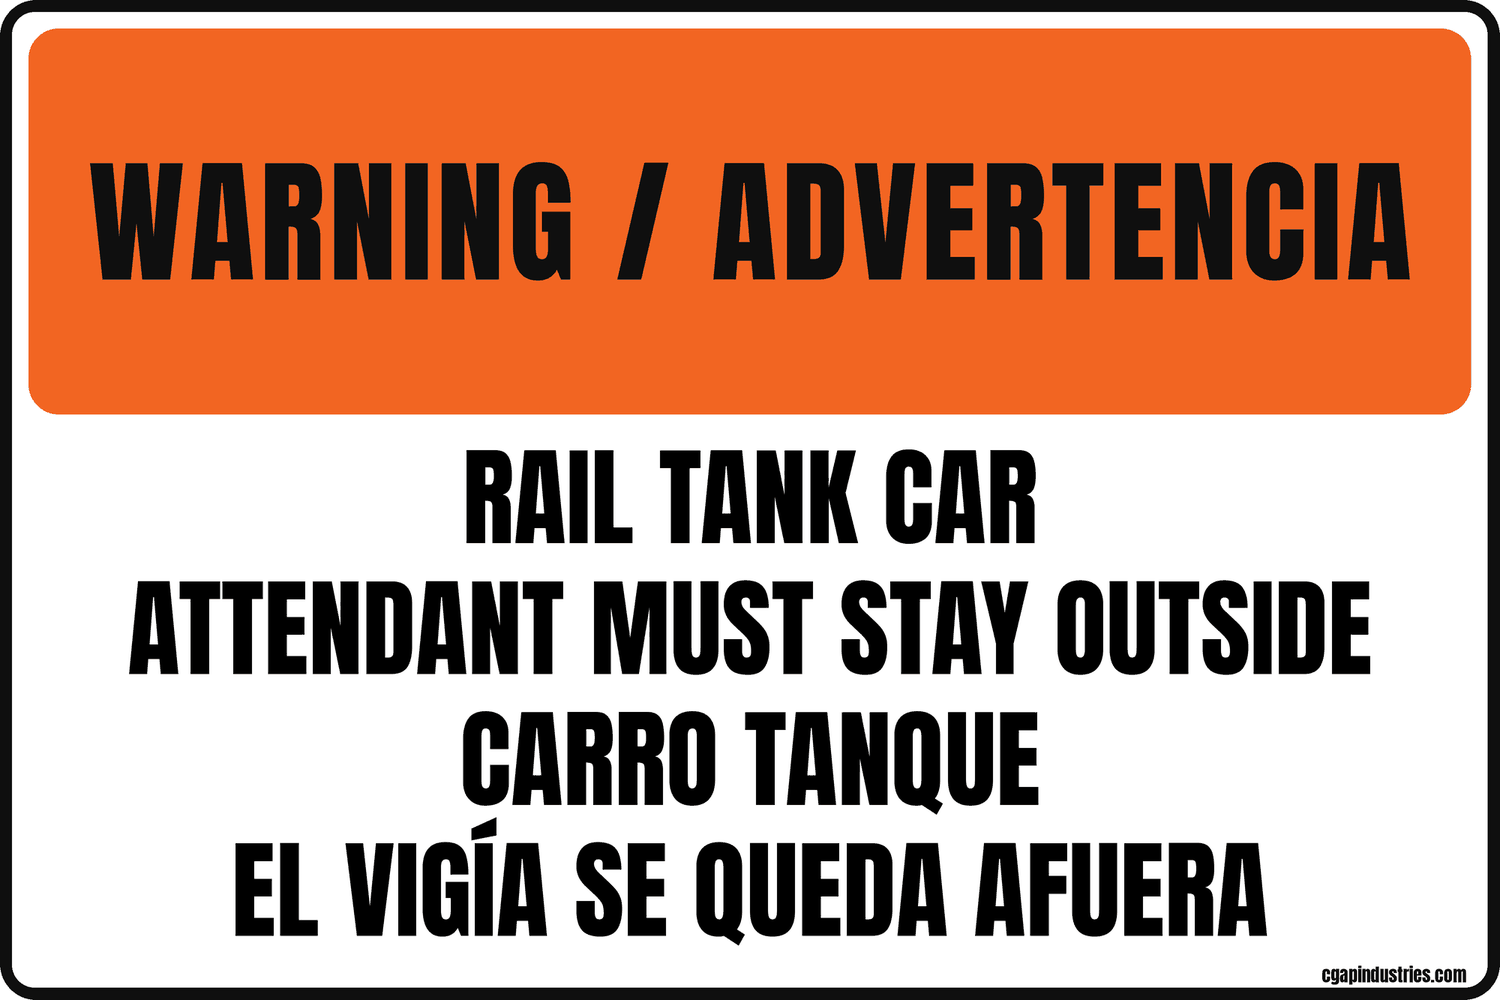 WARNING / ADVERTENCIA
RAIL TANK CAR
ATTENDANT MUST STAY OUTSIDE
CARRO TANQUE
EL VIGÍA SE QUEDA AFUERA
cgapindustries.com